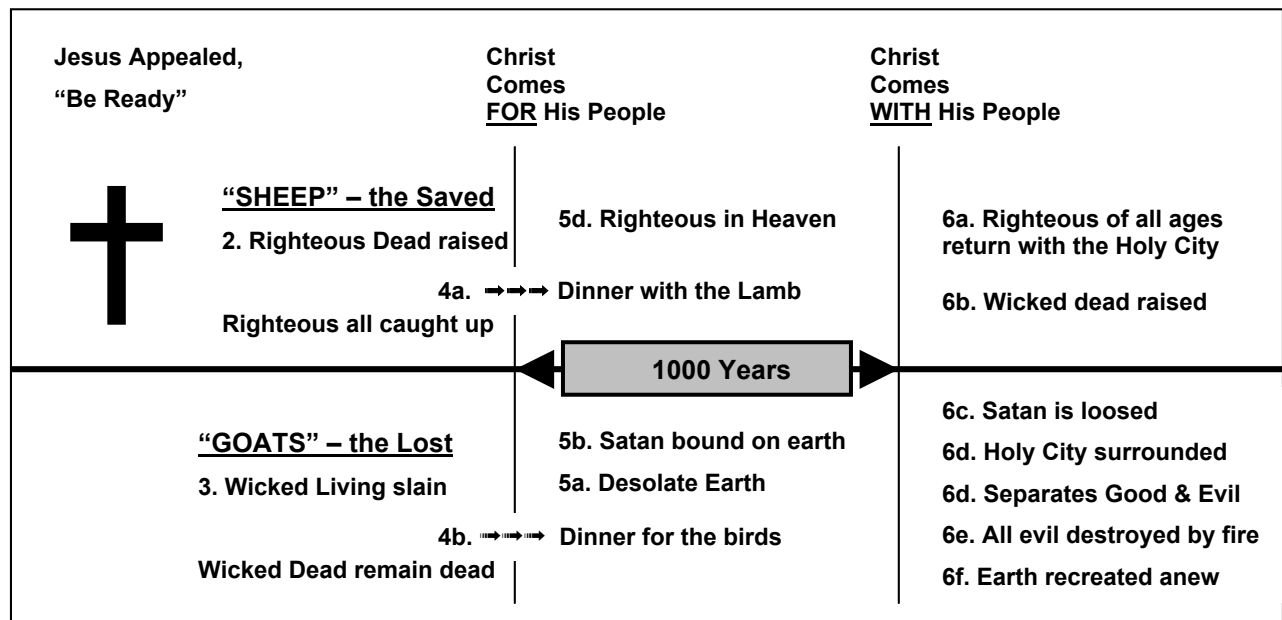 Jesus Appealed,
“Be Ready”
Christ
Comes
FOR His People
Christ
Comes
WITH His People
“SHEEP” – the Saved
2. Righteous Dead raised
4a.
Righteous all caught up
5d. Righteous in Heaven
Dinner with the Lamb
6a. Righteous of all ages
return with the Holy City
6b. Wicked dead raised
1000 Years
“GOATS” – the Lost
3. Wicked Living slain
4b.
Wicked Dead remain dead
5b. Satan bound on earth
5a. Desolate Earth
Dinner for the birds
6c. Satan is loosed
6d. Holy City surrounded
6d. Separates Good & Evil
6e. All evil destroyed by fire
6f. Earth recreated anew